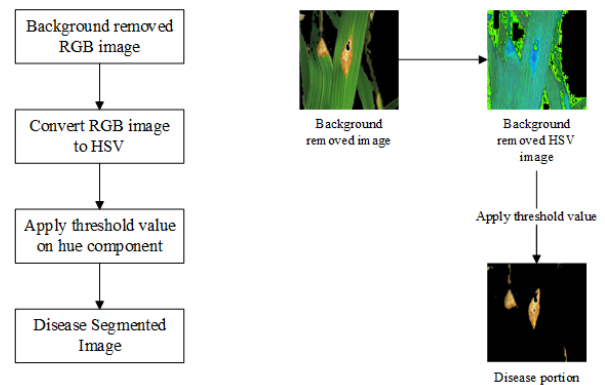 Background removed
RGB image
Convert RGB image
to HSV
Apply threshold value
on hue component
Disease Segmented
Image
Background
removed image
Background
removed HSV
image
Apply threshold value
Disease portion